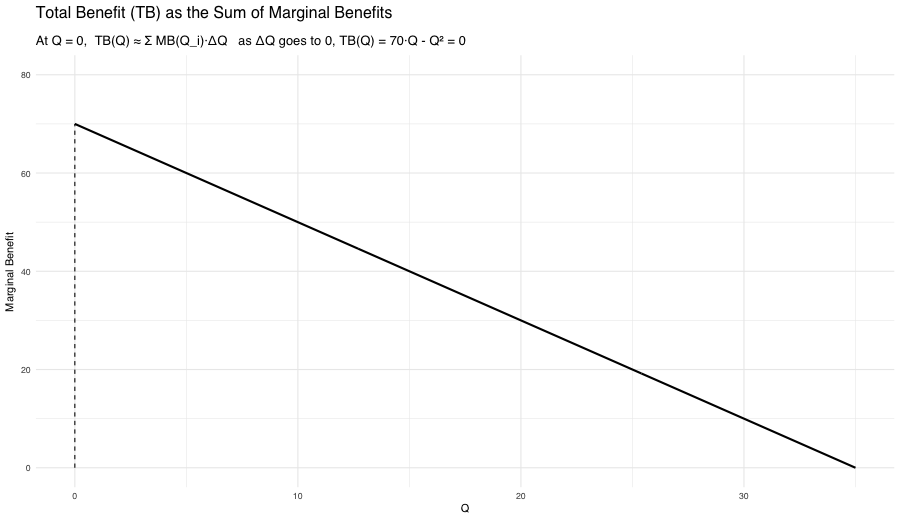 Total Benefit (TB) as the Sum of Marginal Benefits
At Q = 0,  TB(Q) ≈ Σ MB(Q_i)·ΔQ   as ΔQ goes to 0, TB(Q) = 70·Q - Q² = 0
80
60
40
20
0
Marginal Benefit
0
10
20
30
Q